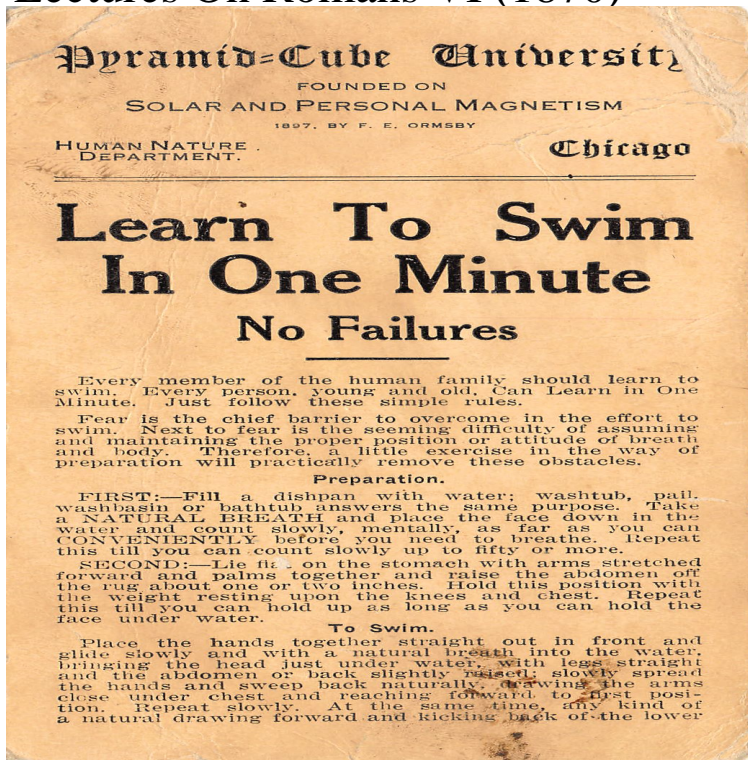 Lectures On Romans VI (1870)
Pyramid=Cube University
FOUNDED ON
SOLAR AND PERSONAL MAGNETISM
1897, BY F. E. ORMSBY
HUMAN NATURE
DEPARTMENT.
Chicago
Learn To Swim
In One Minute
No Failures
Every member of the human family should learn to
swim. Every person, young and old, Can Learn in One
Minute. Just follow these simple rules.
Fear is the chief barrier to overcome in the effort to
swim. Next to fear is the seeming difficulty of assuming
and maintaining the proper position or attitude of breath
and body. Therefore, a little exercise in the way of
preparation will practically remove these obstacles.
Preparation.
FIRST:—Fill a dishpan with water; washtub, pail,
washbasin or bathtub answers the same purpose. Take
a NATURAL BREATH and place the face down in the
water and count slowly, mentally, as far as you can
CONVENIENTLY before you need to breathe. Repeat
this till you can count slowly up to fifty or more.
SECOND:—Lie flat on the stomach with arms stretched
forward and palms together and raise the abdomen off
the rug about one or two inches. Hold this position with
the weight resting upon the knees and chest. Repeat
this till you can hold up as long as you can hold the
face under water.
To Swim.
Place the hands together straight out in front and
glide slowly and with a natural breath into the water,
bringing the head just under water, with legs straight
and the abdomen or back slightly raised; slowly spread
the hands and sweep back naturally, drawing the arms
close under chest and reaching forward to first posi-
tion. Repeat slowly. At the same time, any kind of
a natural drawing forward and kicking back of the lower